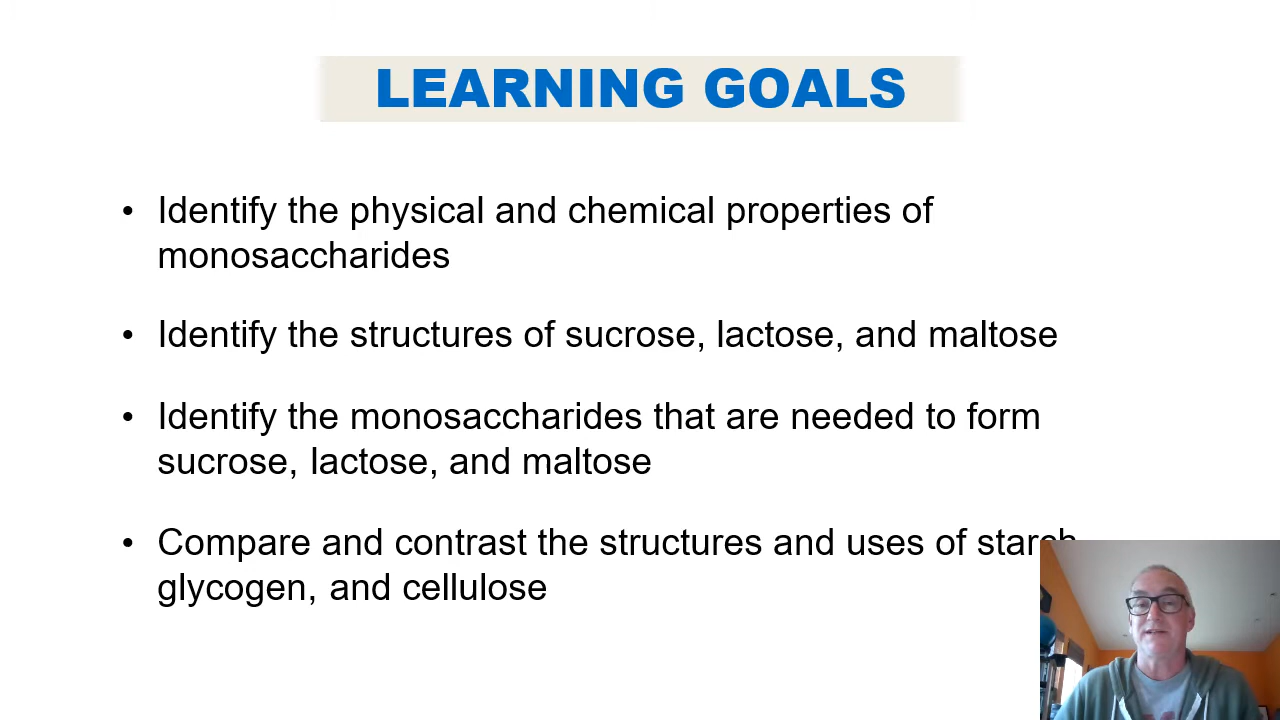 LEARNING GOALS
• Identify the physical and chemical properties of
monosaccharides
• Identify the structures of sucrose, lactose, and maltose
• Identify the monosaccharides that are needed to form
sucrose, lactose, and maltose
• Compare and contrast the structures and uses of starch
glycogen, and cellulose